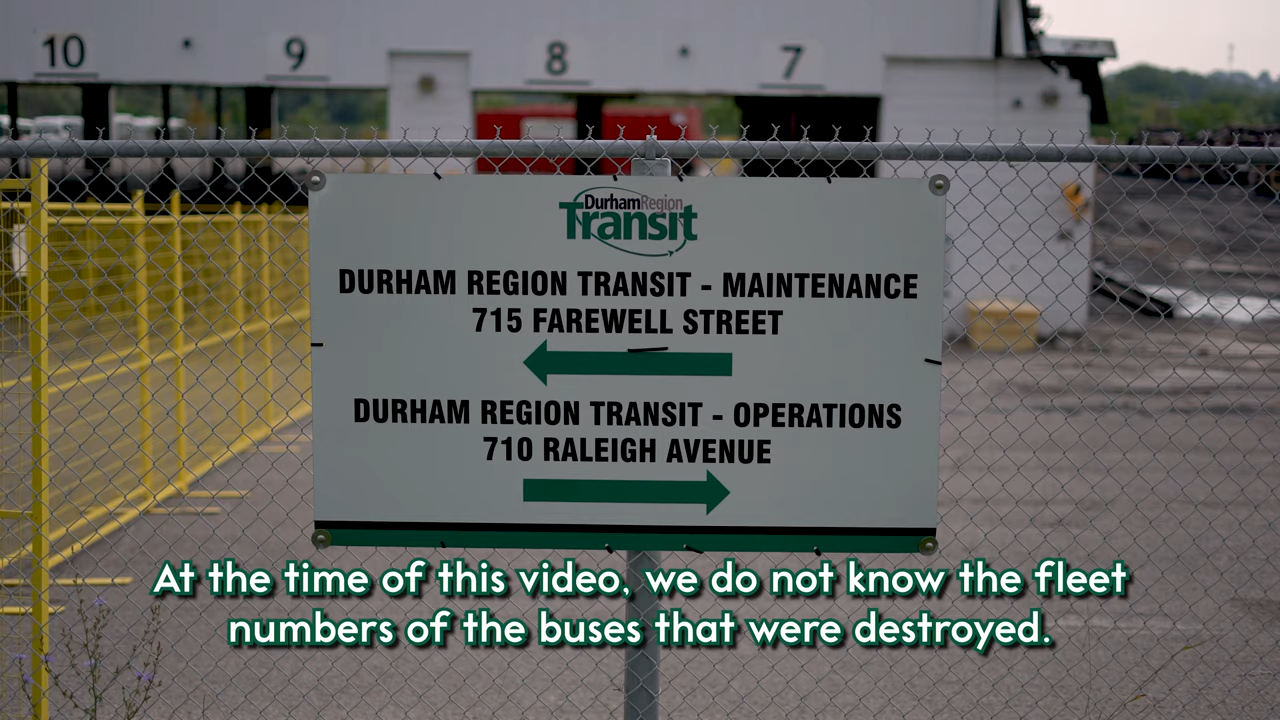 10 9 8 7
DurhamRegion
Transit
DURHAM REGION TRANSIT - MAINTENANCE
715 FAREWELL STREET
DURHAM REGION TRANSIT - OPERATIONS
710 RALEIGH AVENUE
At the time of this video, we do not know the fleet
numbers of the buses that were destroyed.